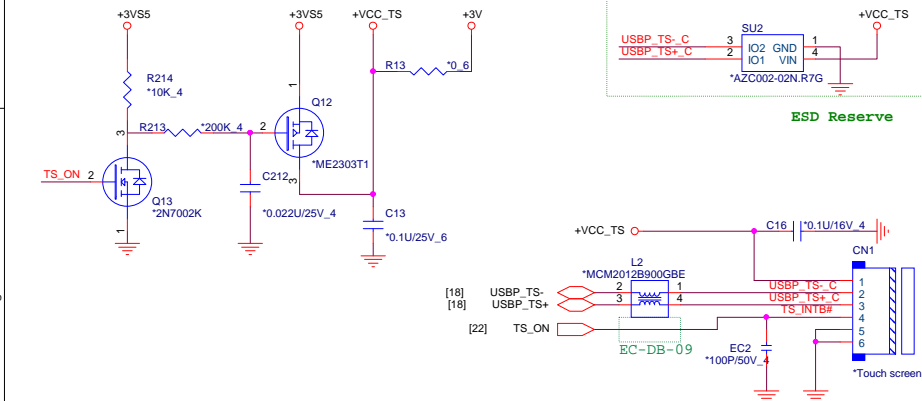 +3VS5
+3VS5
+VCC_TS
+3V
R214
*10K_4
R13
*0_6
1
Q12
3
R213
*200K_4
2
*ME2303T1
3
TS_ON
2
Q13
*2N7002K
1
C212
*0.022U/25V_4
C13
*0.1U/25V_6
+VCC_TS
SU2
USBP_TS-_C
3
IO2
GND
1
USBP_TS+_C
2
IO1
VIN
4
*AZC002-02N.R7G
ESD Reserve
+VCC_TS
C16
*0.1U/16V_4
CN1
L2
*MCM2012B900GBE
[18]
USBP_TS-
2
1
USBP_TS-_C
[18]
USBP_TS+
3
4
USBP_TS+_C
TS_INTB#
[22]
TS_ON
EC-DB-09
EC2
*100P/50V_4
1
2
3
4
5
6
*Touch screen